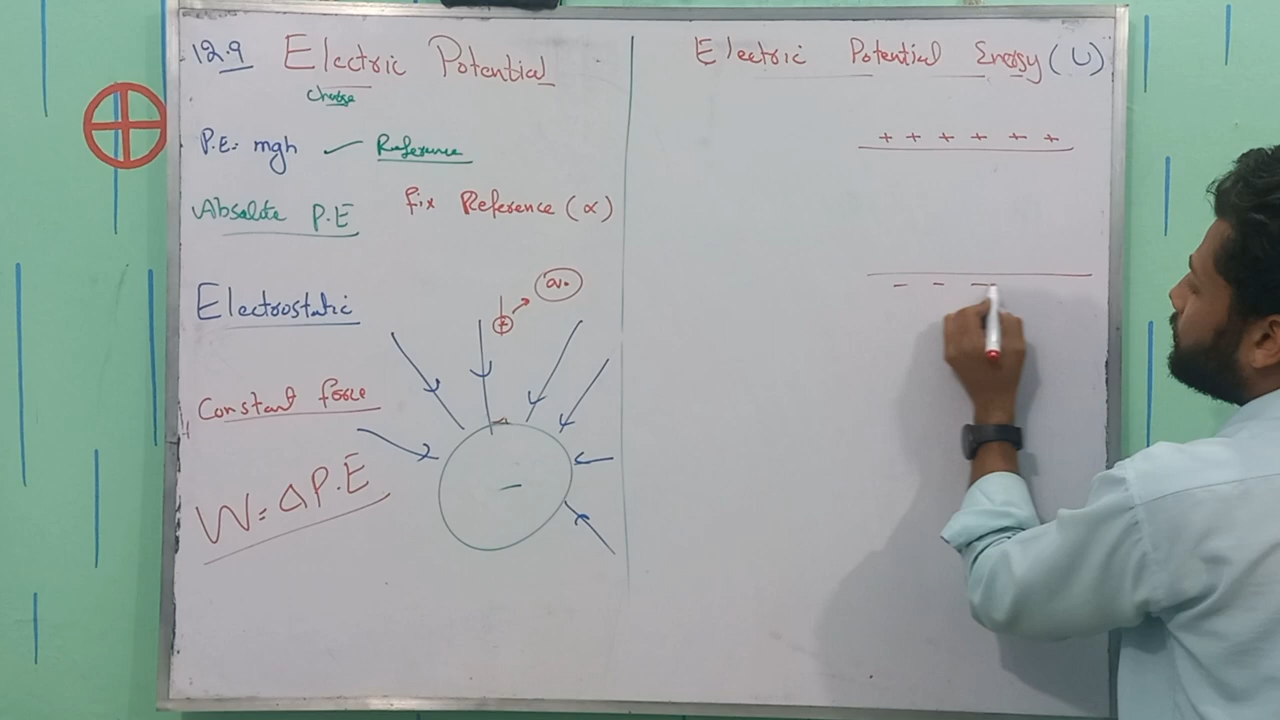 12.9 Electric Potential
charge
P.E = mgh Reference
Absolute P.E fix Reference (∝)
Electrostatic
+
Constant force
W = ΔP.E
−
Electric Potential Energy (U)
+ + + + + +
− − −